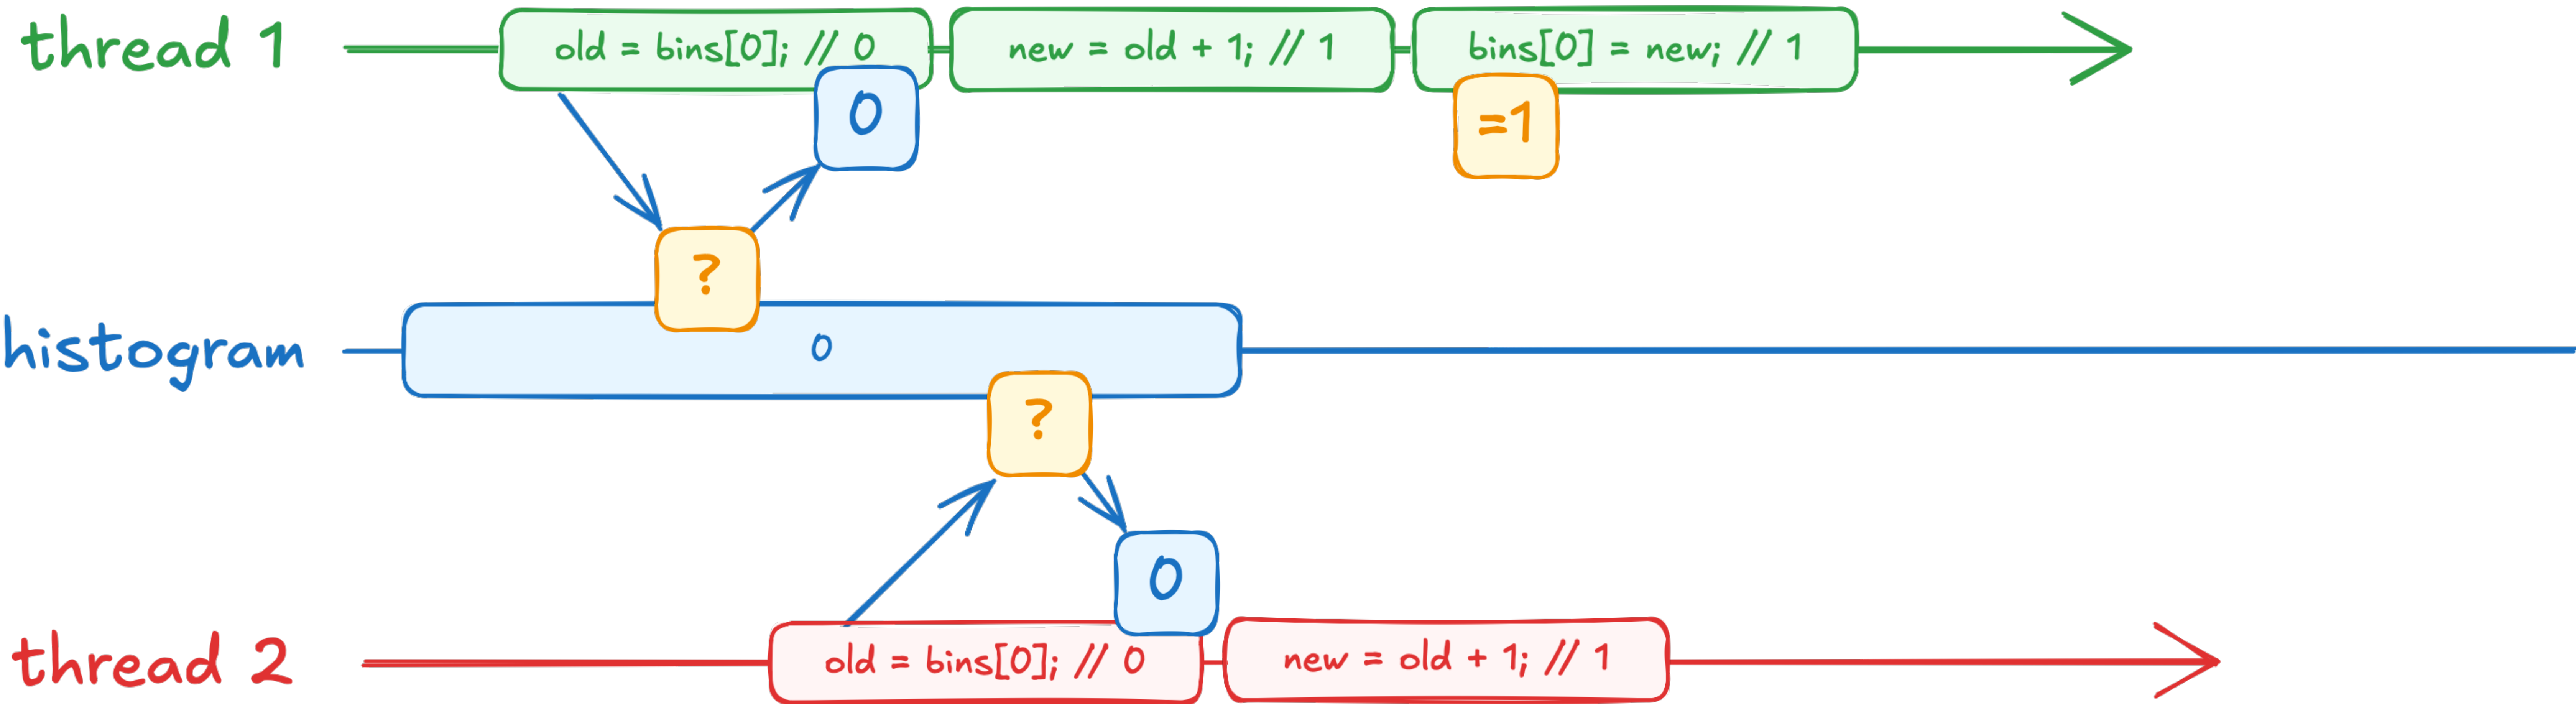 thread 1
old = bins[0]; // 0
new = old + 1; // 1
bins[0] = new; // 1
0
=1
?
histogram
0
?
0
thread 2
old = bins[0]; // 0
new = old + 1; // 1